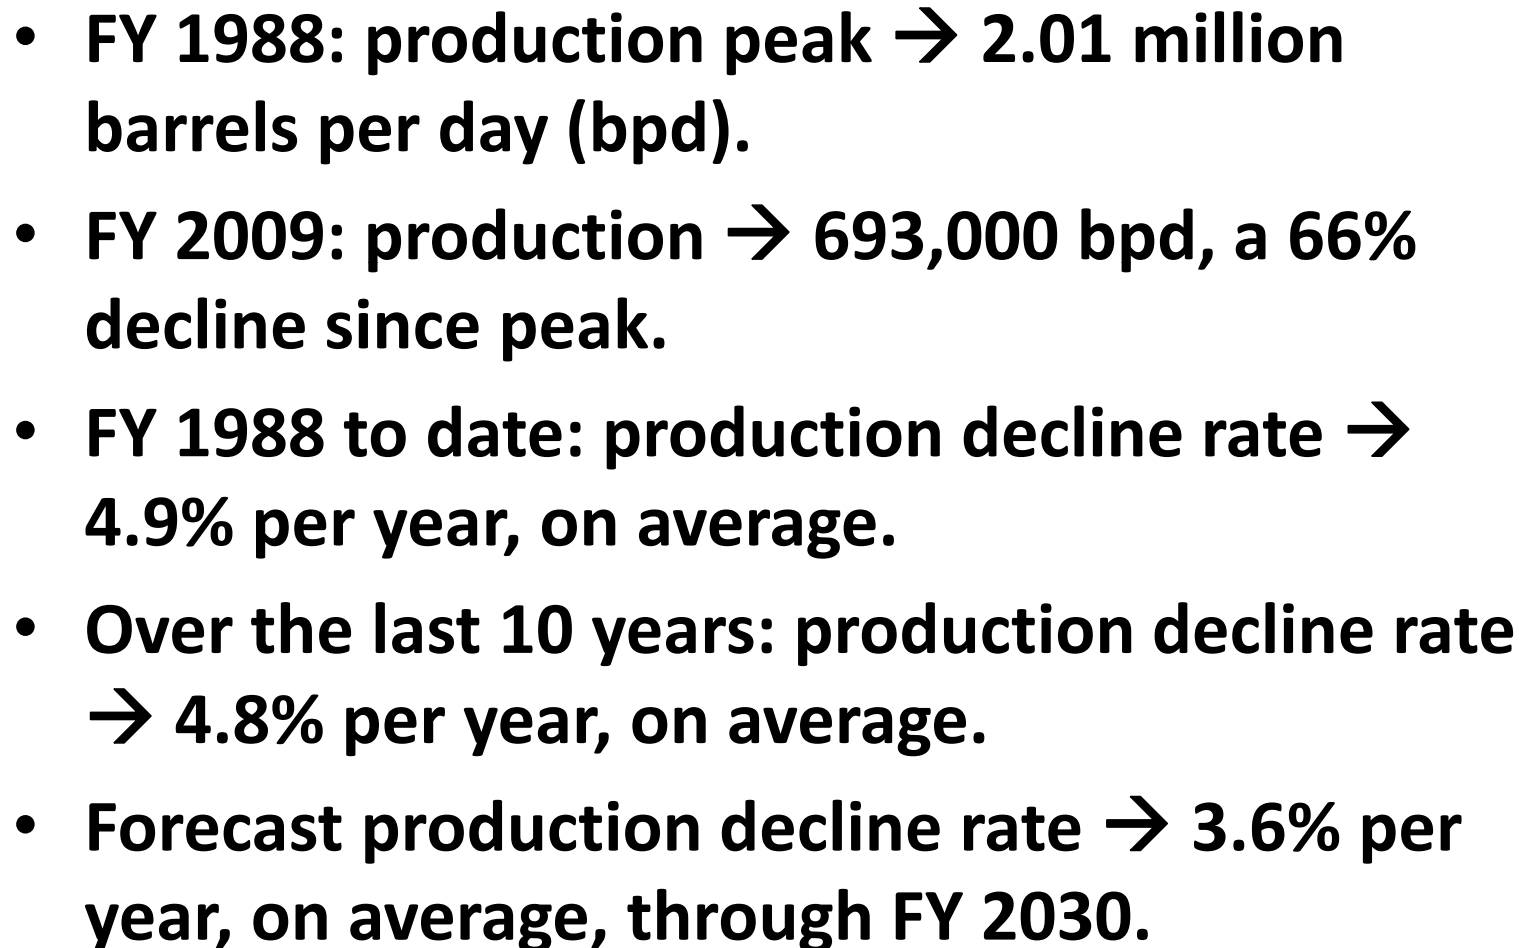 • FY 1988: production peak → 2.01 million
barrels per day (bpd).
• FY 2009: production → 693,000 bpd, a 66%
decline since peak.
• FY 1988 to date: production decline rate →
4.9% per year, on average.
• Over the last 10 years: production decline rate
→ 4.8% per year, on average.
• Forecast production decline rate → 3.6% per
year, on average, through FY 2030.